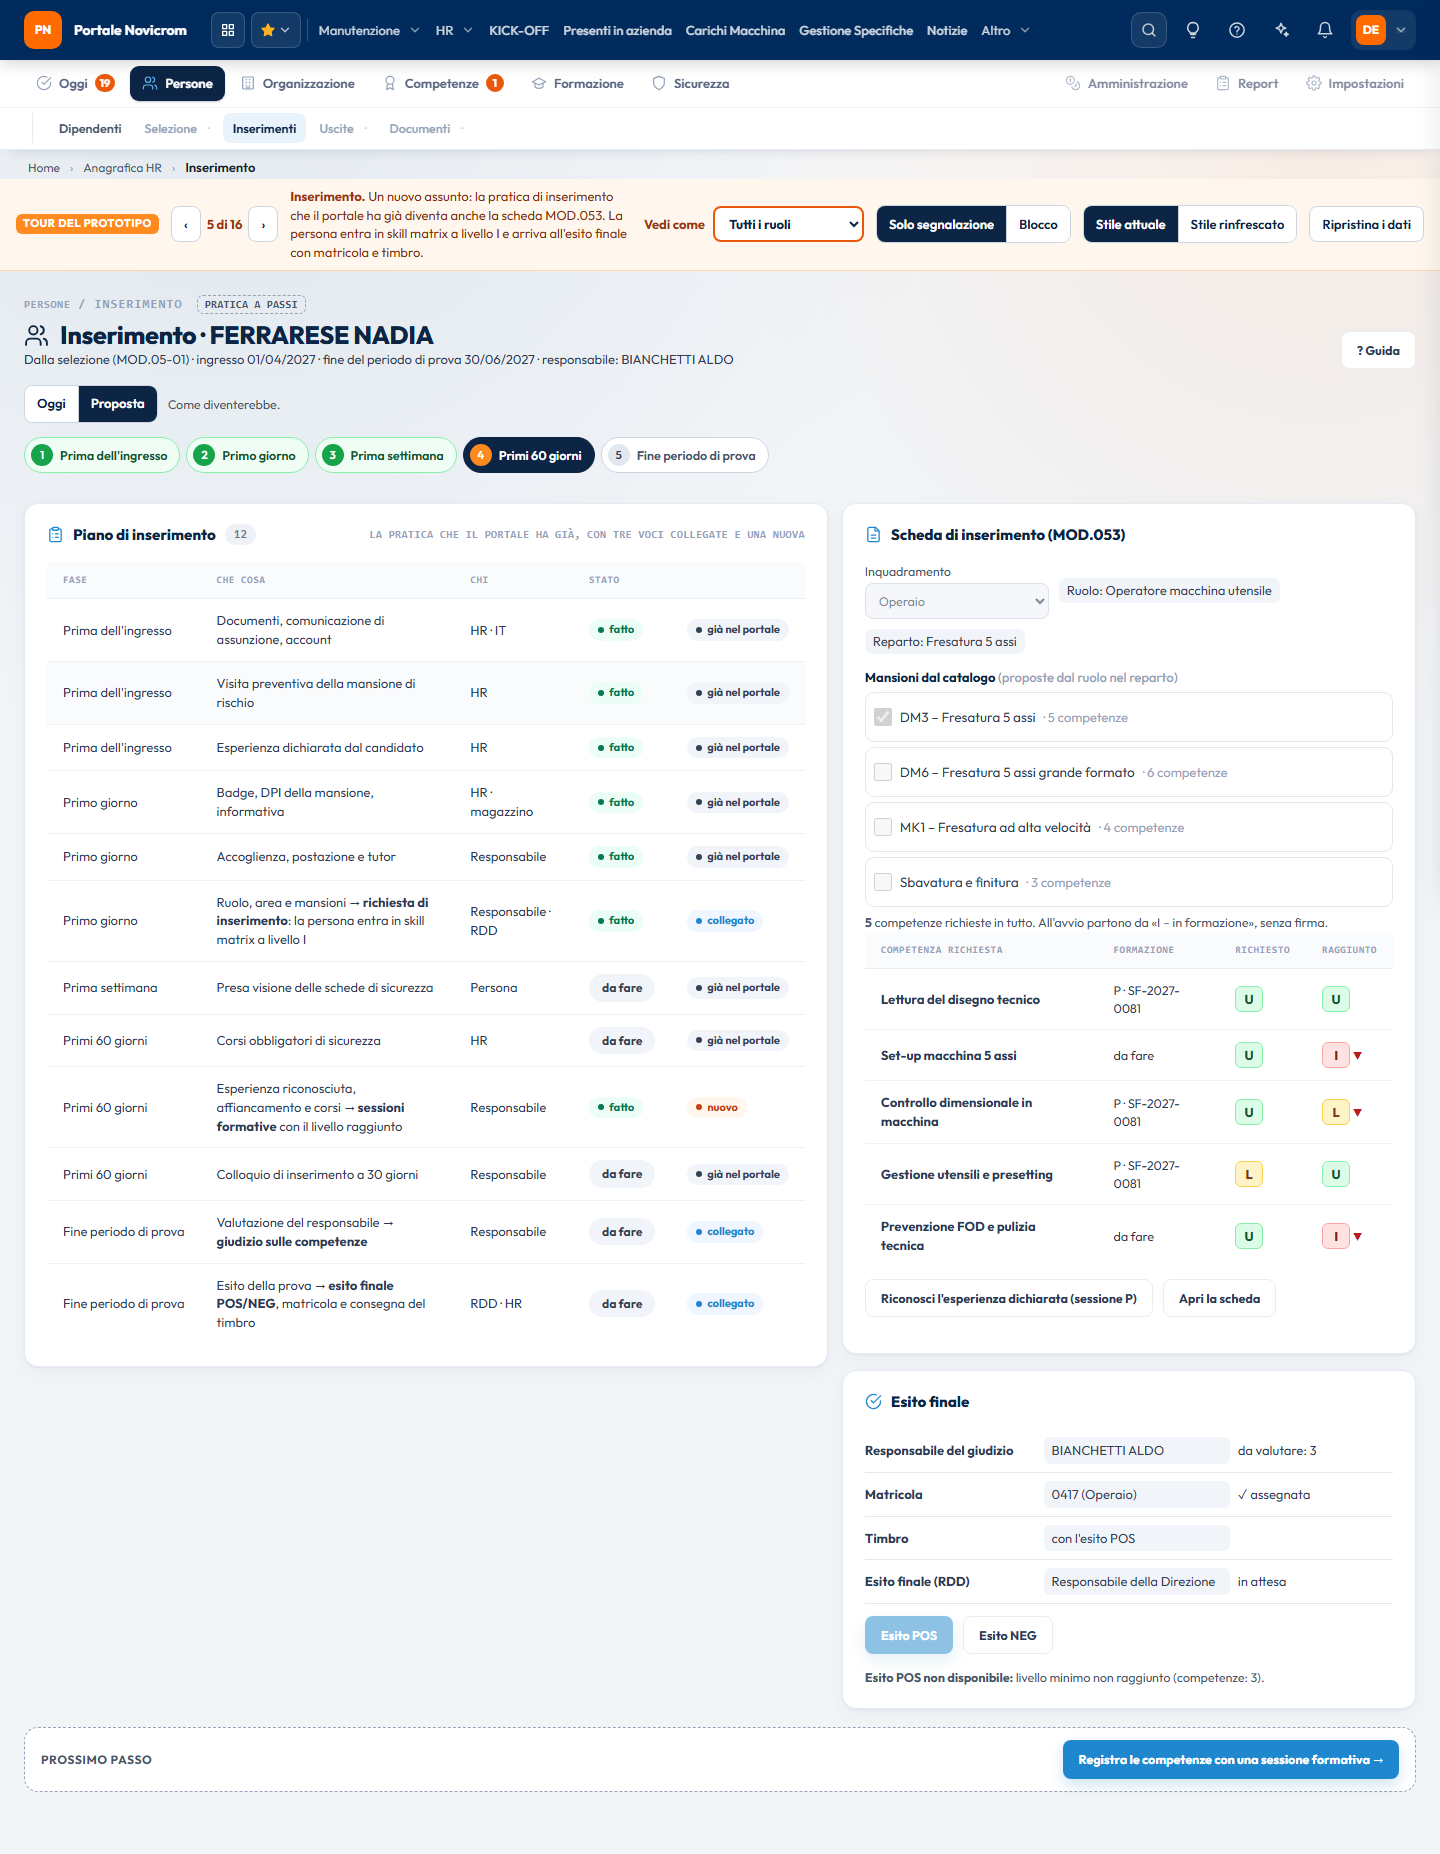 PN Portale Novicrom Manutenzione HR KICK-OFF Presenti in azienda Carichi Macchina Gestione Specifiche Notizie Altro DE
Oggi 19 Persone Organizzazione Competenze 1 Formazione Sicurezza Amministrazione Report Impostazioni
Dipendenti Selezione · Inserimenti Uscite · Documenti ·
Home › Anagrafica HR › Inserimento
TOUR DEL PROTOTIPO ‹ 5 di 16 ›
Inserimento. Un nuovo assunto: la pratica di inserimento
che il portale ha già diventa anche la scheda MOD.053. La
persona entra in skill matrix a livello I e arriva all'esito finale
con matricola e timbro.
Vedi come Tutti i ruoli Solo segnalazione Blocco Stile attuale Stile rinfrescato Ripristina i dati
PERSONE / INSERIMENTO PRATICA A PASSI
Inserimento · FERRARESE NADIA
Dalla selezione (MOD.05-01) · ingresso 01/04/2027 · fine del periodo di prova 30/06/2027 · responsabile: BIANCHETTI ALDO
? Guida
Oggi Proposta Come diventerebbe.
1 Prima dell'ingresso 2 Primo giorno 3 Prima settimana 4 Primi 60 giorni 5 Fine periodo di prova
Piano di inserimento 12 LA PRATICA CHE IL PORTALE HA GIÀ, CON TRE VOCI COLLEGATE E UNA NUOVA
FASE CHE COSA CHI STATO
Prima dell'ingresso Documenti, comunicazione di
assunzione, account HR · IT fatto già nel portale
Prima dell'ingresso Visita preventiva della mansione di
rischio HR fatto già nel portale
Prima dell'ingresso Esperienza dichiarata dal candidato HR fatto già nel portale
Primo giorno Badge, DPI della mansione,
informativa HR ·
magazzino fatto già nel portale
Primo giorno Accoglienza, postazione e tutor Responsabile fatto già nel portale
Primo giorno Ruolo, area e mansioni → richiesta di
inserimento: la persona entra in skill
matrix a livello I Responsabile ·
RDD fatto collegato
Prima settimana Presa visione delle schede di sicurezza Persona da fare già nel portale
Primi 60 giorni Corsi obbligatori di sicurezza HR da fare già nel portale
Primi 60 giorni Esperienza riconosciuta,
affiancamento e corsi → sessioni
formative con il livello raggiunto Responsabile fatto nuovo
Primi 60 giorni Colloquio di inserimento a 30 giorni Responsabile da fare già nel portale
Fine periodo di prova Valutazione del responsabile →
giudizio sulle competenze Responsabile da fare collegato
Fine periodo di prova Esito della prova → esito finale
POS/NEG, matricola e consegna del
timbro RDD · HR da fare collegato
Scheda di inserimento (MOD.053)
Inquadramento
Operaio Ruolo: Operatore macchina utensile
Reparto: Fresatura 5 assi
Mansioni dal catalogo (proposte dal ruolo nel reparto)
DM3 – Fresatura 5 assi · 5 competenze
DM6 – Fresatura 5 assi grande formato · 6 competenze
MK1 – Fresatura ad alta velocità · 4 competenze
Sbavatura e finitura · 3 competenze
5 competenze richieste in tutto. All'avvio partono da «I – in formazione», senza firma.
COMPETENZA RICHIESTA FORMAZIONE RICHIESTO RAGGIUNTO
Lettura del disegno tecnico P · SF-2027-
0081 U U
Set-up macchina 5 assi da fare U I ▼
Controllo dimensionale in
macchina P · SF-2027-
0081 U L ▼
Gestione utensili e presetting P · SF-2027-
0081 L U
Prevenzione FOD e pulizia
tecnica da fare U I ▼
Riconosci l'esperienza dichiarata (sessione P) Apri la scheda
Esito finale
Responsabile del giudizio BIANCHETTI ALDO da valutare: 3
Matricola 0417 (Operaio) ✓ assegnata
Timbro con l'esito POS
Esito finale (RDD) Responsabile della Direzione in attesa
Esito POS Esito NEG
Esito POS non disponibile: livello minimo non raggiunto (competenze: 3).
PROSSIMO PASSO Registra le competenze con una sessione formativa →